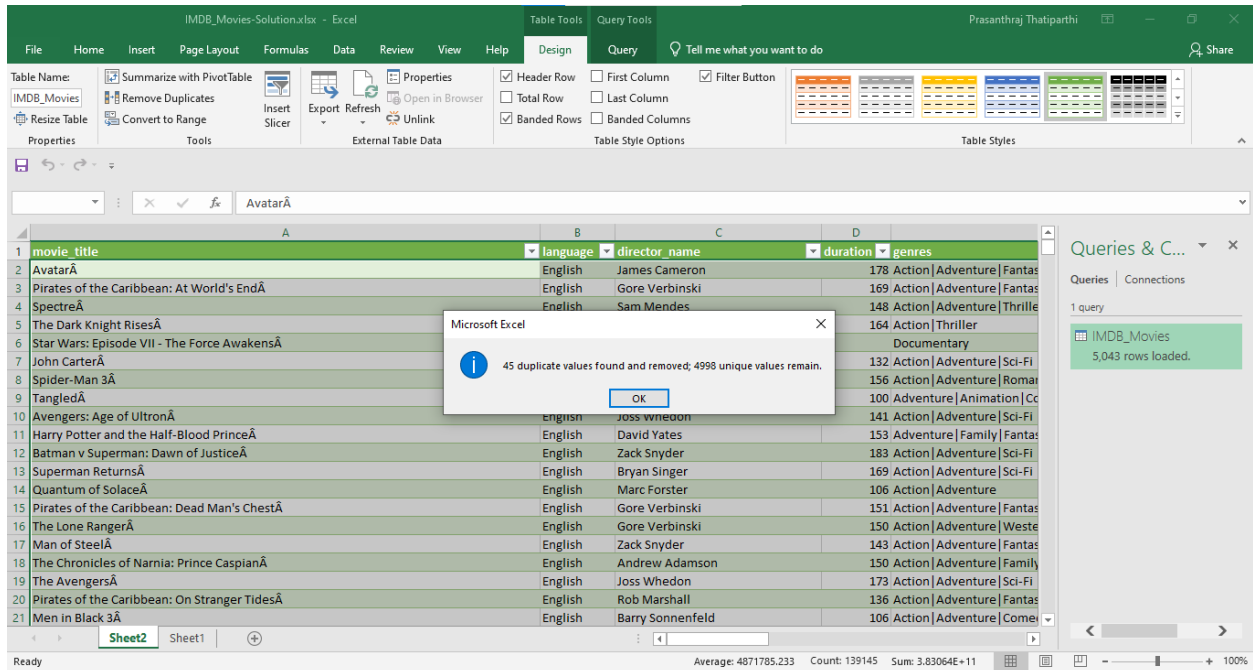 IMDB_Movies-Solution.xlsx - Excel Table Tools Query Tools Prasanthraj Thatiparthi
File Home Insert Page Layout Formulas Data Review View Help Design Query Tell me what you want to do Share
Table Name: Summarize with PivotTable Properties Header Row First Column Filter Button
IMDB_Movies Remove Duplicates Insert Slicer Export Refresh Open in Browser Total Row Last Column
Resize Table Convert to Range Unlink Banded Rows Banded Columns
Properties Tools External Table Data Table Style Options Table Styles
fx AvatarÂ
A B C D
1 movie_title language director_name duration genres
2 AvatarÂ English James Cameron 178 Action|Adventure|Fantas
3 Pirates of the Caribbean: At World's EndÂ English Gore Verbinski 169 Action|Adventure|Fantas
4 SpectreÂ English Sam Mendes 148 Action|Adventure|Thrille
5 The Dark Knight RisesÂ 164 Action|Thriller
6 Star Wars: Episode VII - The Force AwakensÂ Documentary
7 John CarterÂ 132 Action|Adventure|Sci-Fi
8 Spider-Man 3Â 156 Action|Adventure|Roman
9 TangledÂ 100 Adventure|Animation|Co
10 Avengers: Age of UltronÂ English Joss Whedon 141 Action|Adventure|Sci-Fi
11 Harry Potter and the Half-Blood PrinceÂ English David Yates 153 Adventure|Family|Fantas
12 Batman v Superman: Dawn of JusticeÂ English Zack Snyder 183 Action|Adventure|Sci-Fi
13 Superman ReturnsÂ English Bryan Singer 169 Action|Adventure|Sci-Fi
14 Quantum of SolaceÂ English Marc Forster 106 Action|Adventure
15 Pirates of the Caribbean: Dead Man's ChestÂ English Gore Verbinski 151 Action|Adventure|Fantas
16 The Lone RangerÂ English Gore Verbinski 150 Action|Adventure|Weste
17 Man of SteelÂ English Zack Snyder 143 Action|Adventure|Fantas
18 The Chronicles of Narnia: Prince CaspianÂ English Andrew Adamson 150 Action|Adventure|Family
19 The AvengersÂ English Joss Whedon 173 Action|Adventure|Sci-Fi
20 Pirates of the Caribbean: On Stranger TidesÂ English Rob Marshall 136 Action|Adventure|Fantas
21 Men in Black 3Â English Barry Sonnenfeld 106 Action|Adventure|Come
Microsoft Excel
45 duplicate values found and removed; 4998 unique values remain.
OK
Queries & C...
Queries Connections
1 query
IMDB_Movies
5,043 rows loaded.
Sheet2 Sheet1
Ready Average: 4871785.233 Count: 139145 Sum: 3.83064E+11 100%